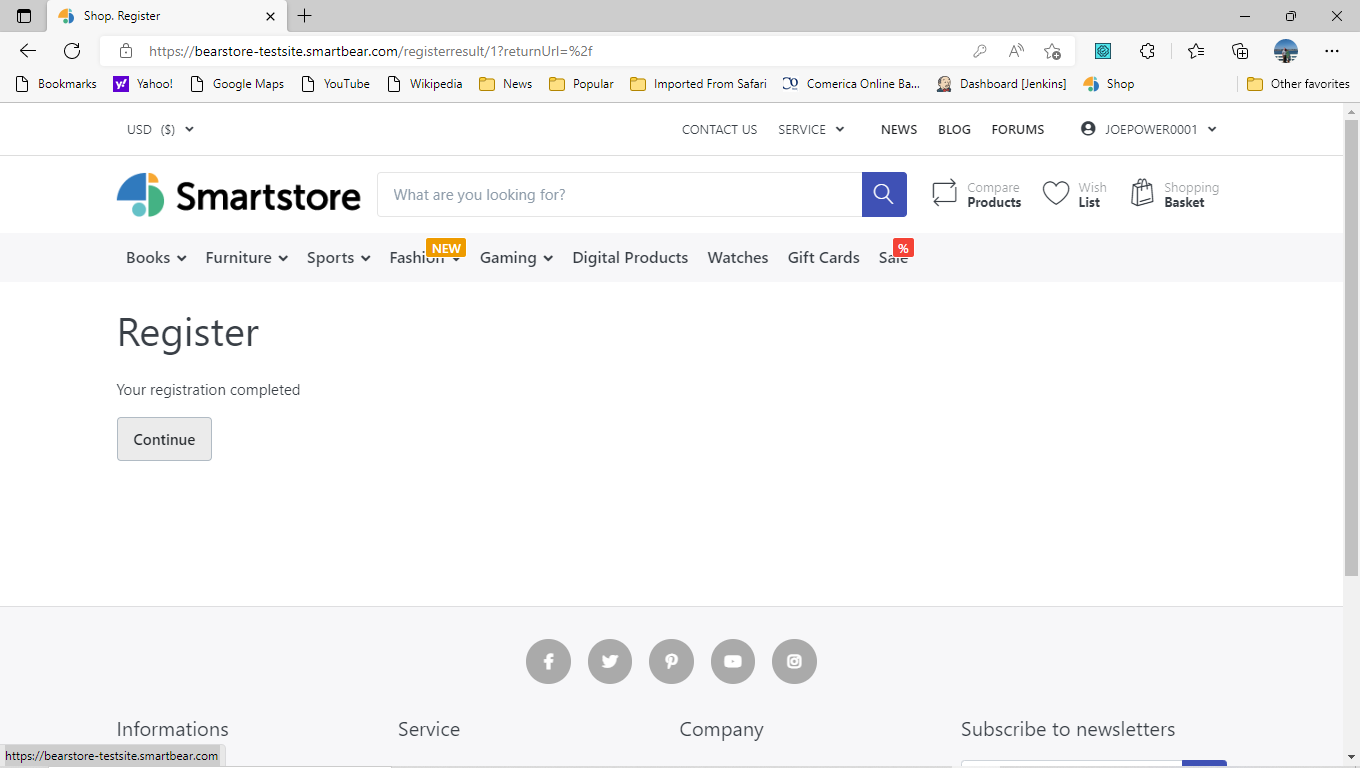 Shop. Register
https://bearstore-testsite.smartbear.com/registerresult/1?returnUrl=%2f
Bookmarks Yahoo! Google Maps YouTube Wikipedia News Popular Imported From Safari Comerica Online Ba... Dashboard [Jenkins] Shop Other favorites
USD ($) CONTACT US SERVICE NEWS BLOG FORUMS JOEPOWER0001
Smartstore What are you looking for? Compare Products Wish List Shopping Basket
Books Furniture Sports Fashion NEW Gaming Digital Products Watches Gift Cards Sale %
Register
Your registration completed
Continue
Informations Service Company Subscribe to newsletters
https://bearstore-testsite.smartbear.com